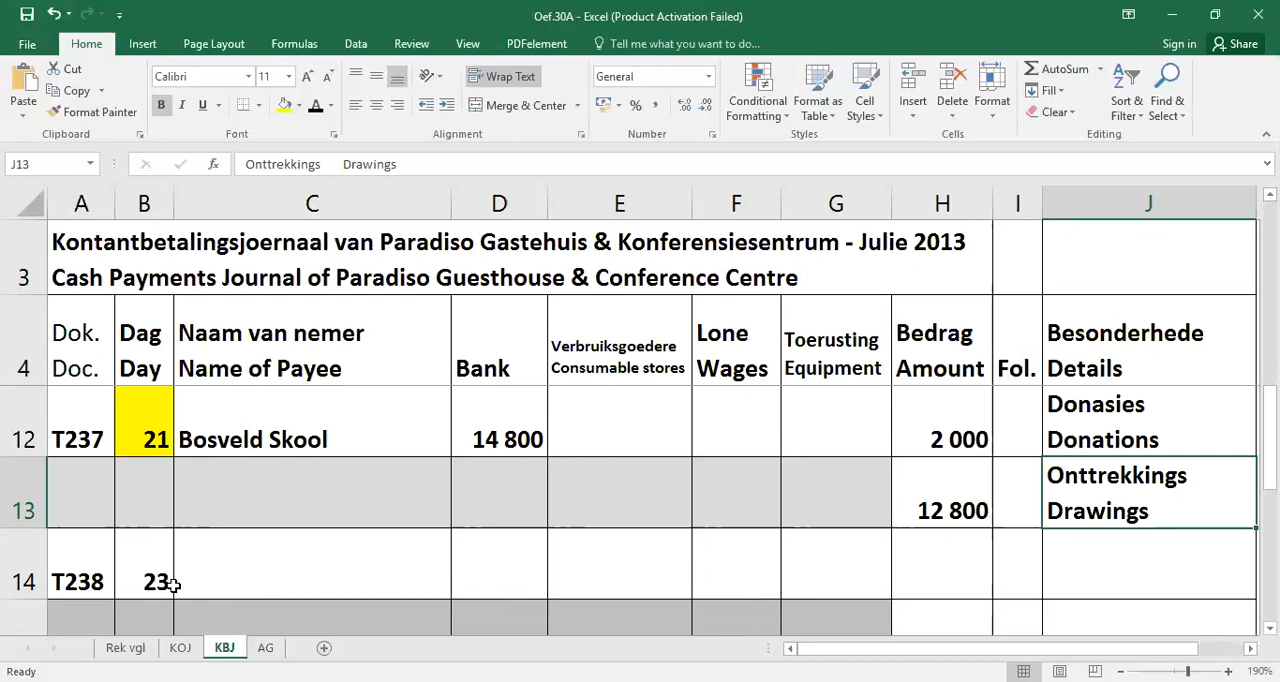 Oef.30A - Excel (Product Activation Failed)
File Home Insert Page Layout Formulas Data Review View PDFelement Tell me what you want to do... Sign in Share
Paste Cut Copy Format Painter Clipboard
Calibri 11 B I U A Font
Wrap Text Merge & Center Alignment
General % Number
Conditional Formatting Format as Table Cell Styles Styles
Insert Delete Format Cells
AutoSum Fill Clear Sort & Filter Find & Select Editing
J13 fx Onttrekkings Drawings
A B C D E F G H I J
3 Kontantbetalingsjoernaal van Paradiso Gastehuis & Konferensiesentrum - Julie 2013
Cash Payments Journal of Paradiso Guesthouse & Conference Centre
4 Dok. Dag Naam van nemer Verbruiksgoedere Lone Toerusting Bedrag Besonderhede
Doc. Day Name of Payee Bank Consumable stores Wages Equipment Amount Fol. Details
Donasies
12 T237 21 Bosveld Skool 14 800 2 000 Donations
Onttrekkings
13 12 800 Drawings
14 T238 23
Rek vgl KOJ KBJ AG
Ready 190%